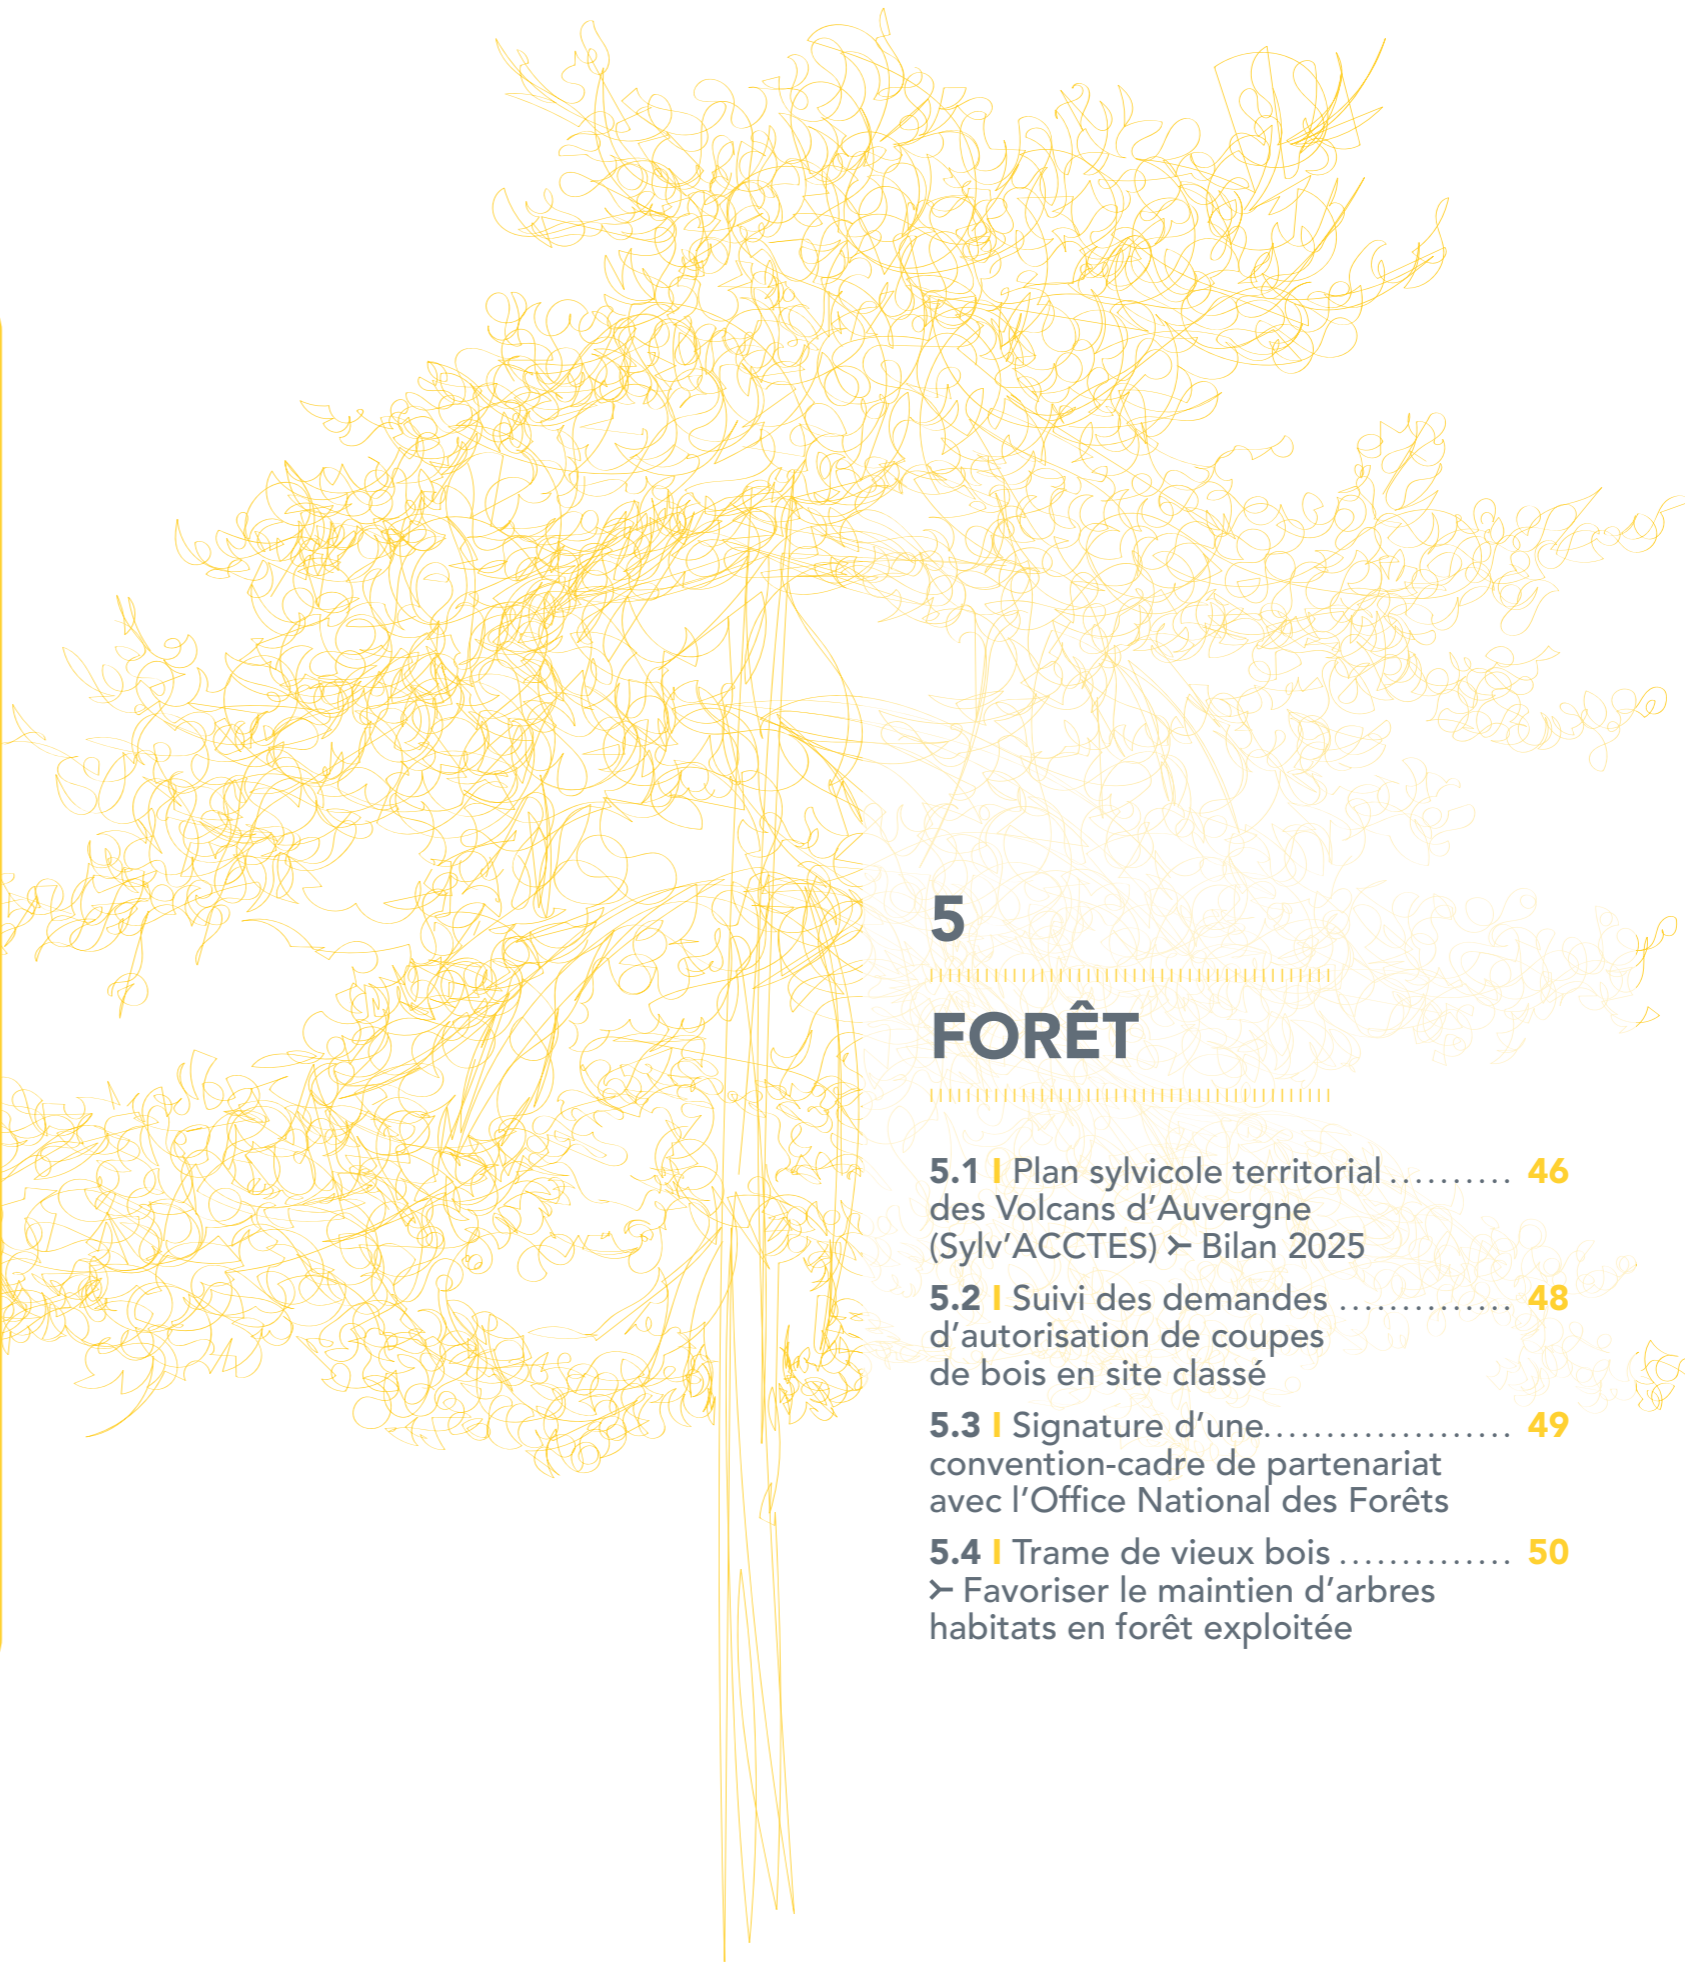 5
FORÊT
5.1 I Plan sylvicole territorial .......... 46
des Volcans d’Auvergne
(Sylv’ACCTES) ➢ Bilan 2025
5.2 I Suivi des demandes .............. 48
d’autorisation de coupes
de bois en site classé
5.3 I Signature d’une.................... 49
convention-cadre de partenariat
avec l’Office National des Forêts
5.4 I Trame de vieux bois .............. 50
➢ Favoriser le maintien d’arbres
habitats en forêt exploitée